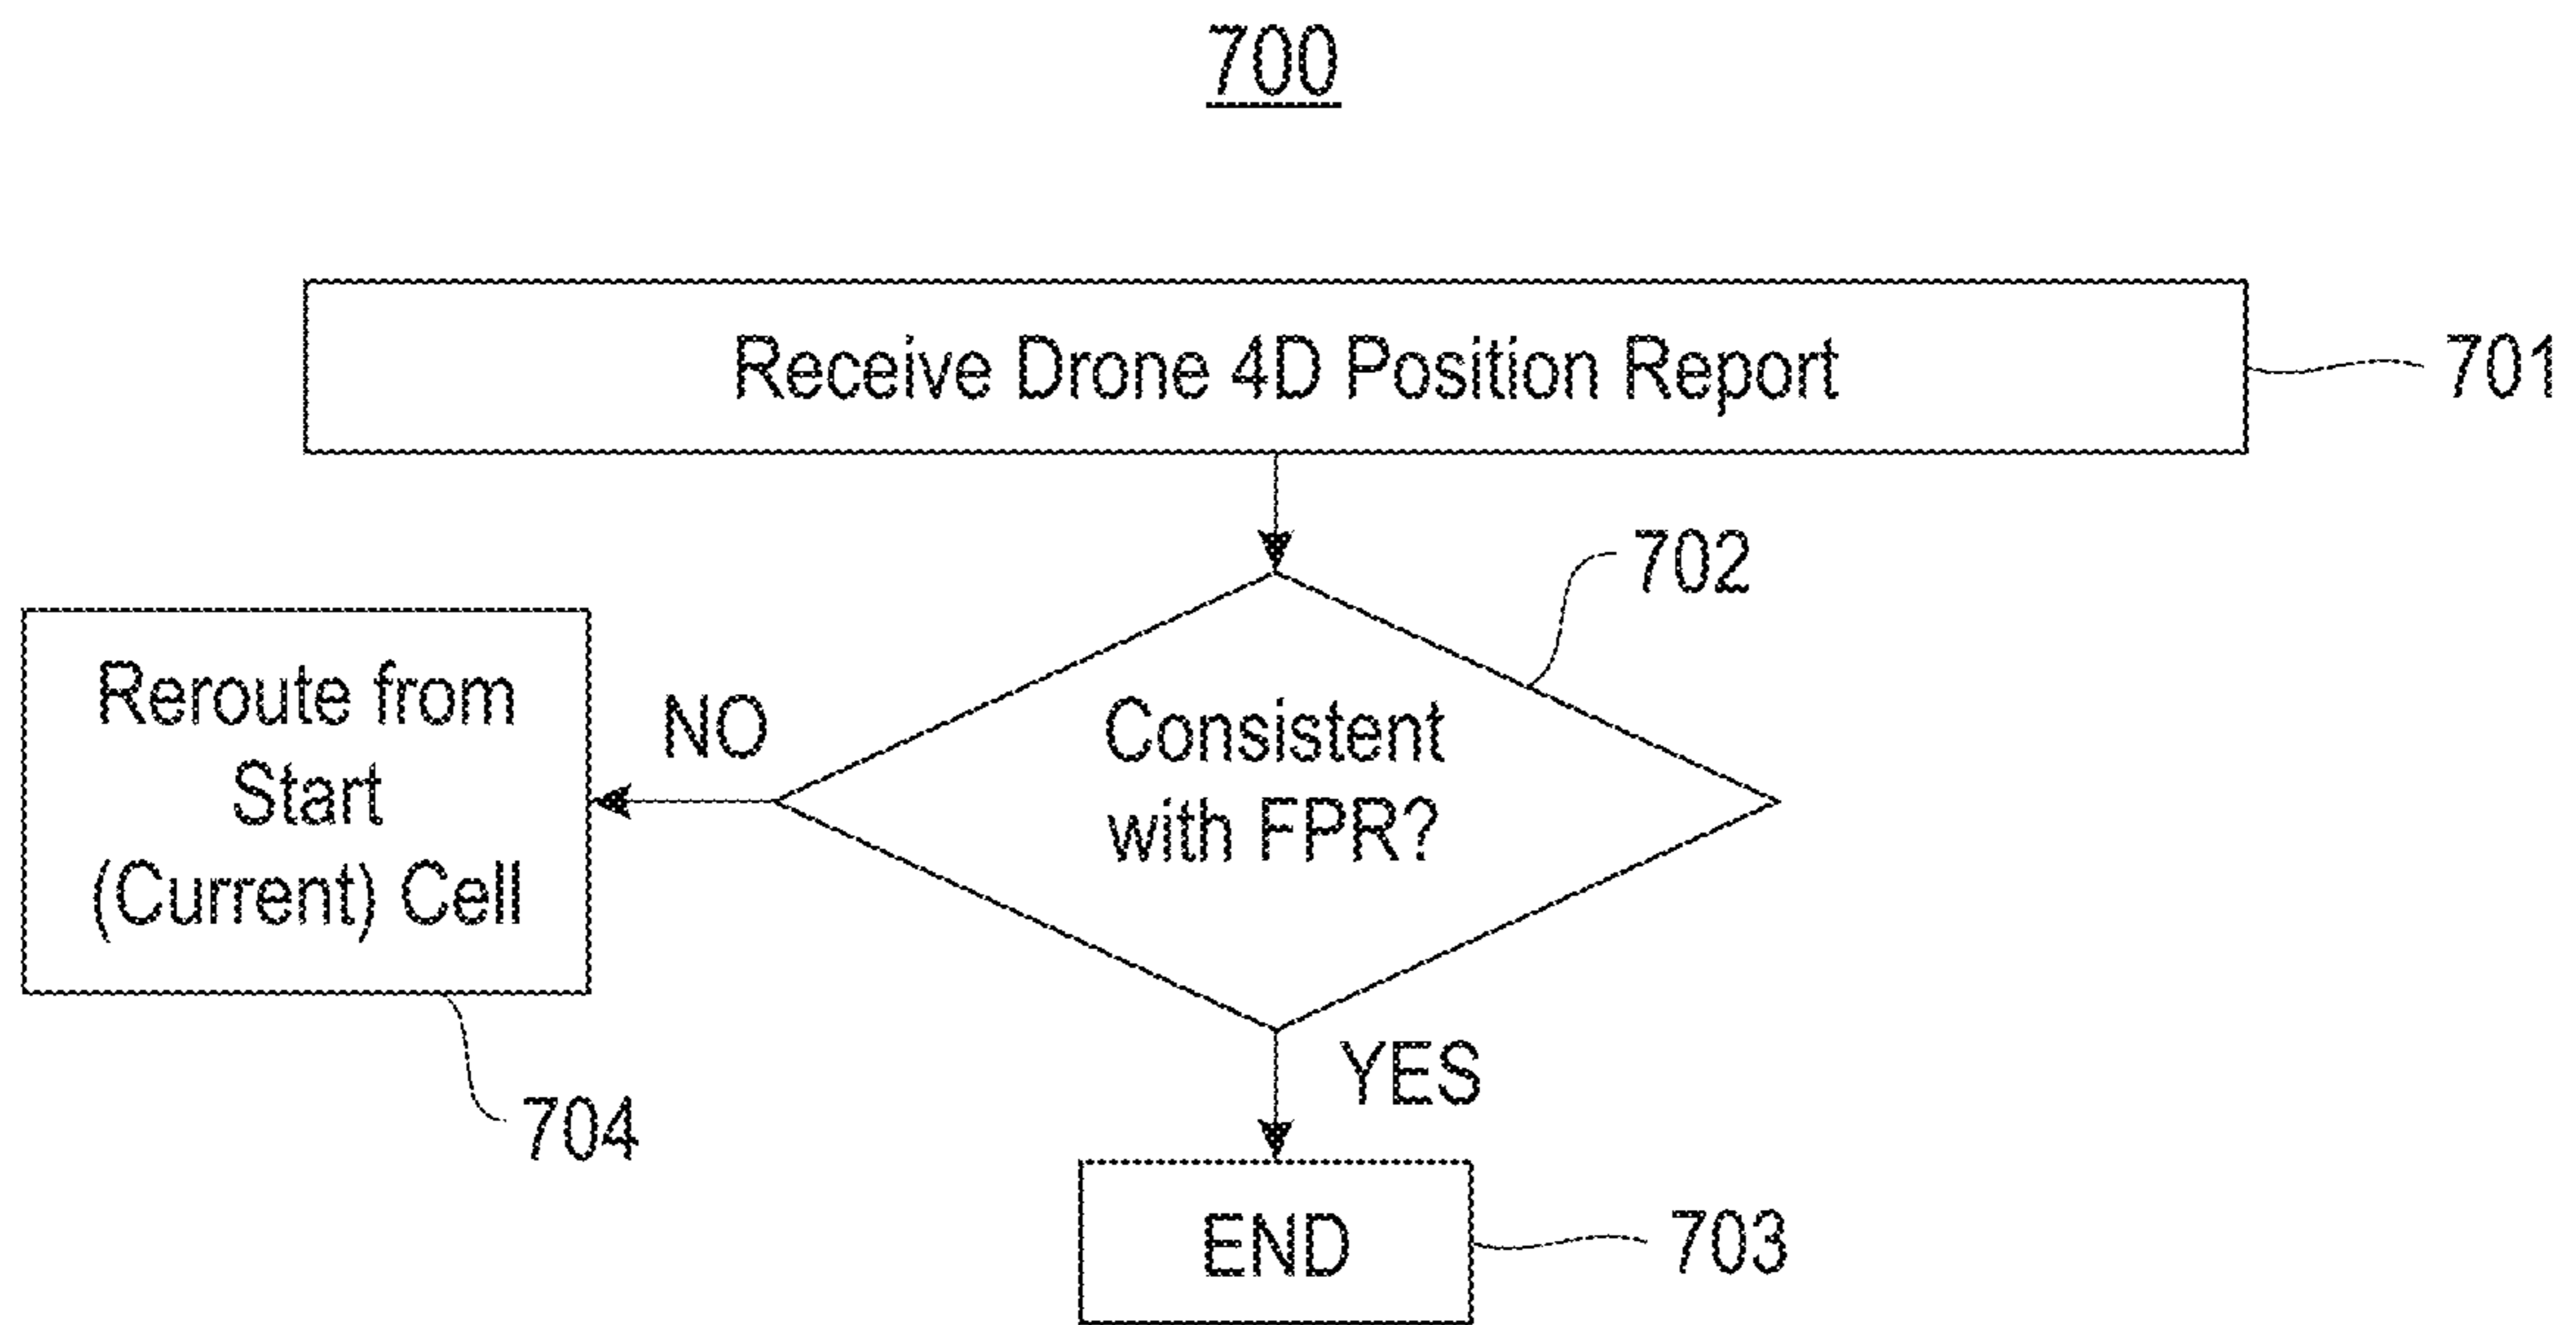 700
Receive Drone 4D Position Report
701
702
Consistent
with FPR?
NO
Reroute from
Start
(Current) Cell
704
YES
END
703